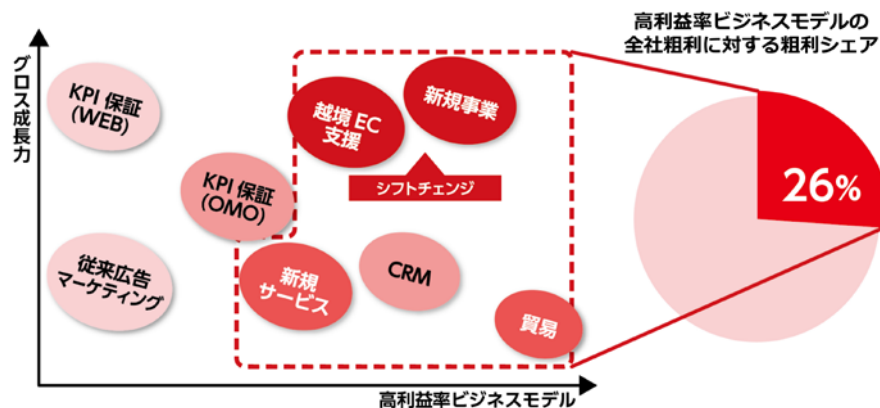 高利益率ビジネスモデルの
全社粗利に対する粗利シェア
グロス成長力
KPI 保証
(WEB)
越境 EC
支援
新規事業
シフトチェンジ
KPI 保証
(OMO)
26%
従来広告
マーケティング
新規
サービス
CRM
貿易
高利益率ビジネスモデル